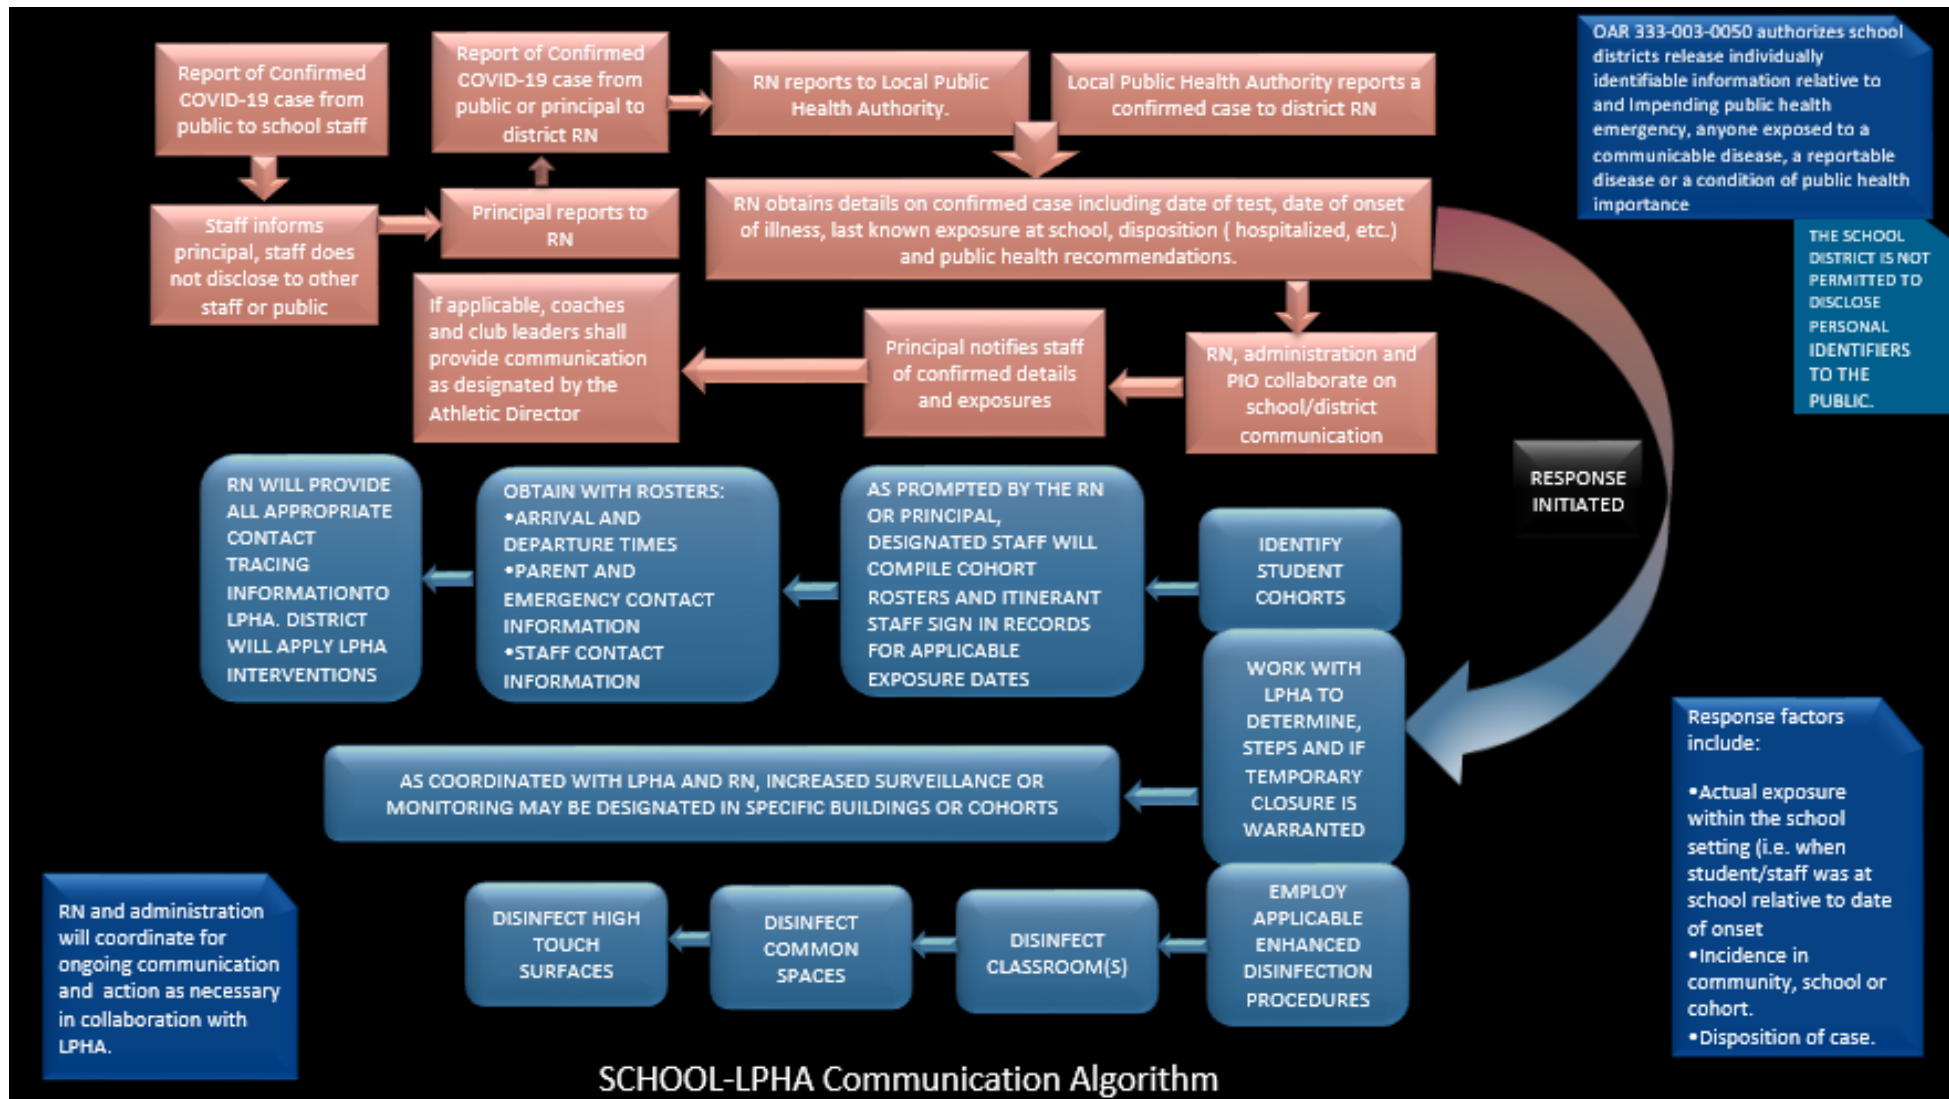 Report of Confirmed
COVID-19 case from
public to school staff
Staff informs
principal, staff does
not disclose to other
staff or public
Principal reports to
RN
Report of Confirmed
COVID-19 case from
public or principal to
district RN
RN reports to Local Public
Health Authority.
Local Public Health Authority reports a
confirmed case to district RN
RN obtains details on confirmed case including date of test, date of onset
of illness, last known exposure at school, disposition ( hospitalized, etc.)
and public health recommendations.
RN, administration and
PIO collaborate on
school/district
communication
Principal notifies staff
of confirmed details
and exposures
If applicable, coaches
and club leaders shall
provide communication
as designated by the
Athletic Director
OAR 333-003-0050 authorizes school
districts release individually
identifiable information relative to
and Impending public health
emergency, anyone exposed to a
communicable disease, a reportable
disease or a condition of public health
importance
THE SCHOOL
DISTRICT IS NOT
PERMITTED TO
DISCLOSE
PERSONAL
IDENTIFIERS
TO THE
PUBLIC.
RESPONSE
INITIATED
IDENTIFY
STUDENT
COHORTS
AS PROMPTED BY THE RN
OR PRINCIPAL,
DESIGNATED STAFF WILL
COMPILE COHORT
ROSTERS AND ITINERANT
STAFF SIGN IN RECORDS
FOR APPLICABLE
EXPOSURE DATES
OBTAIN WITH ROSTERS:
•ARRIVAL AND
DEPARTURE TIMES
•PARENT AND
EMERGENCY CONTACT
INFORMATION
•STAFF CONTACT
INFORMATION
RN WILL PROVIDE
ALL APPROPRIATE
CONTACT
TRACING
INFORMATIONTO
LPHA. DISTRICT
WILL APPLY LPHA
INTERVENTIONS
WORK WITH
LPHA TO
DETERMINE,
STEPS AND IF
TEMPORARY
CLOSURE IS
WARRANTED
AS COORDINATED WITH LPHA AND RN, INCREASED SURVEILLANCE OR
MONITORING MAY BE DESIGNATED IN SPECIFIC BUILDINGS OR COHORTS
EMPLOY
APPLICABLE
ENHANCED
DISINFECTION
PROCEDURES
DISINFECT
CLASSROOM(S)
DISINFECT
COMMON
SPACES
DISINFECT HIGH
TOUCH
SURFACES
Response factors
include:
•Actual exposure
within the school
setting (i.e. when
student/staff was at
school relative to date
of onset
•Incidence in
community, school or
cohort.
•Disposition of case.
RN and administration
will coordinate for
ongoing communication
and action as necessary
in collaboration with
LPHA.
SCHOOL-LPHA Communication Algorithm